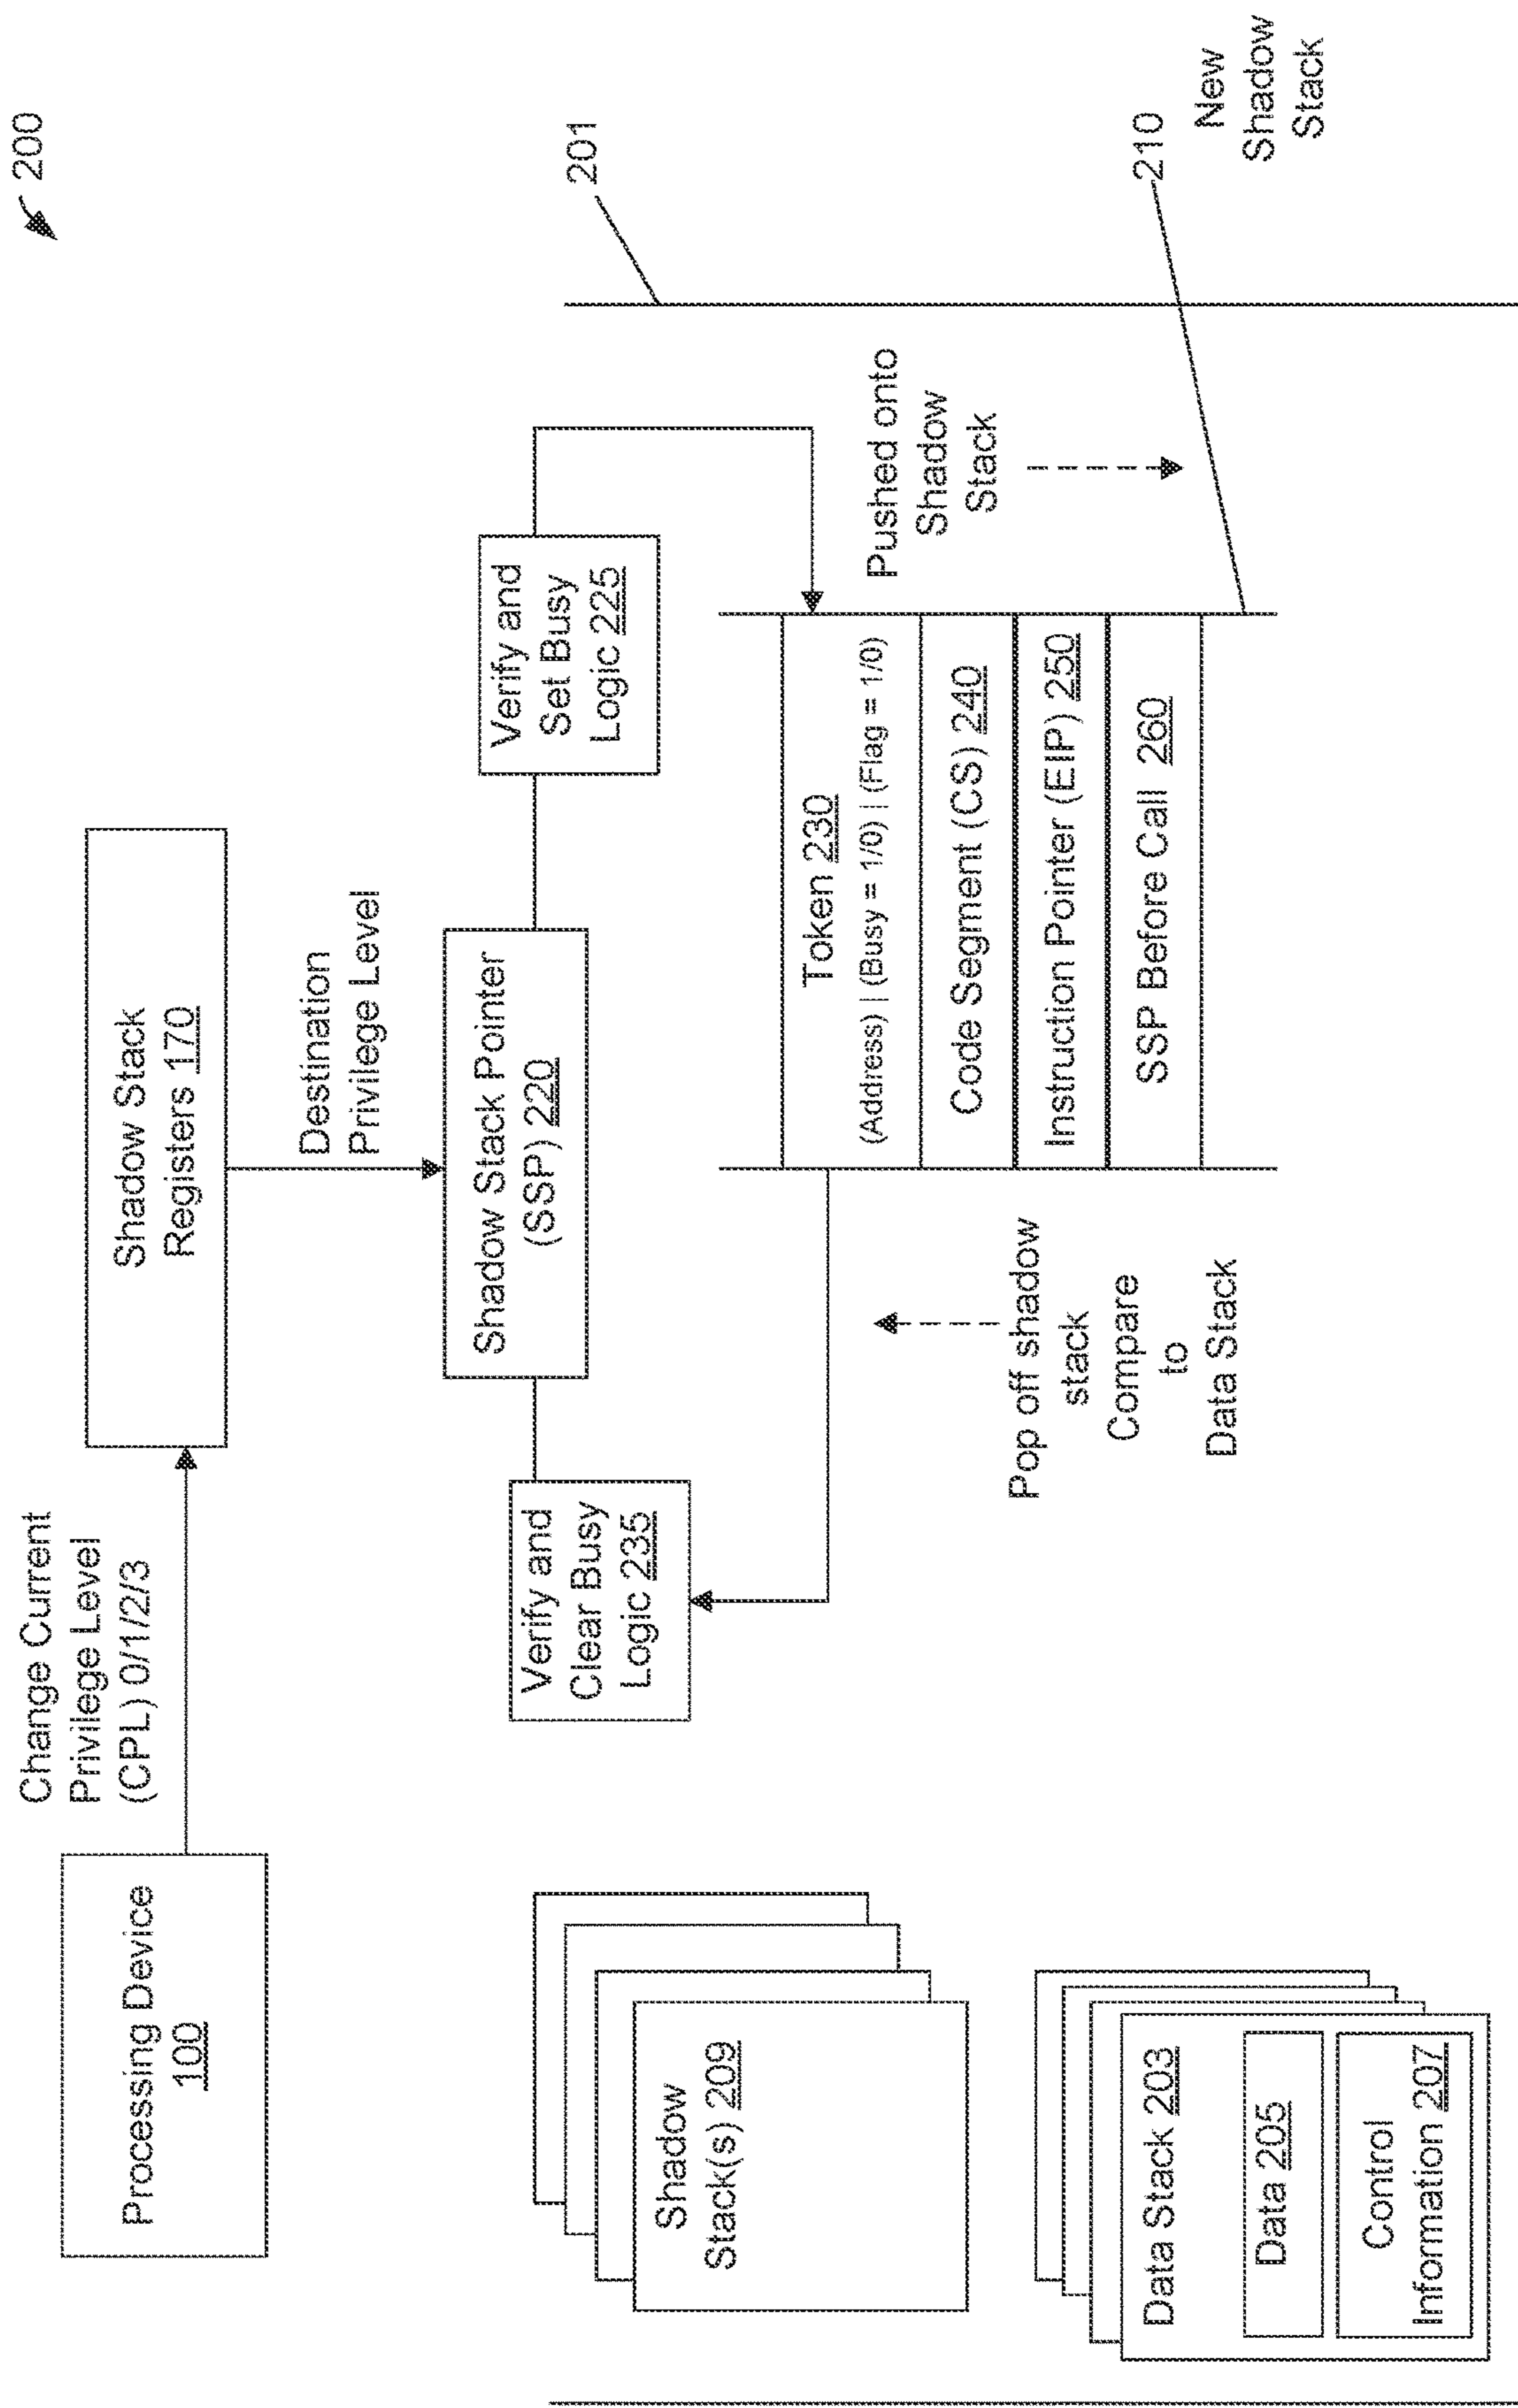 200
Change Current
Privilege Level
(CPL) 0/1/2/3
Processing Device
100
Shadow Stack
Registers 170
Destination
Privilege Level
Shadow Stack Pointer
(SSP) 220
Verify and
Clear Busy
Logic 235
Verify and
Set Busy
Logic 225
201
Shadow
Stack(s) 209
Token 230
(Address) | (Busy = 1/0) | (Flag = 1/0)
Code Segment (CS) 240
Instruction Pointer (EIP) 250
SSP Before Call 260
Pushed onto
Shadow
Stack
Pop off shadow
stack
Compare
to
Data Stack
210
New
Shadow
Stack
Data Stack 203
Data 205
Control
Information 207